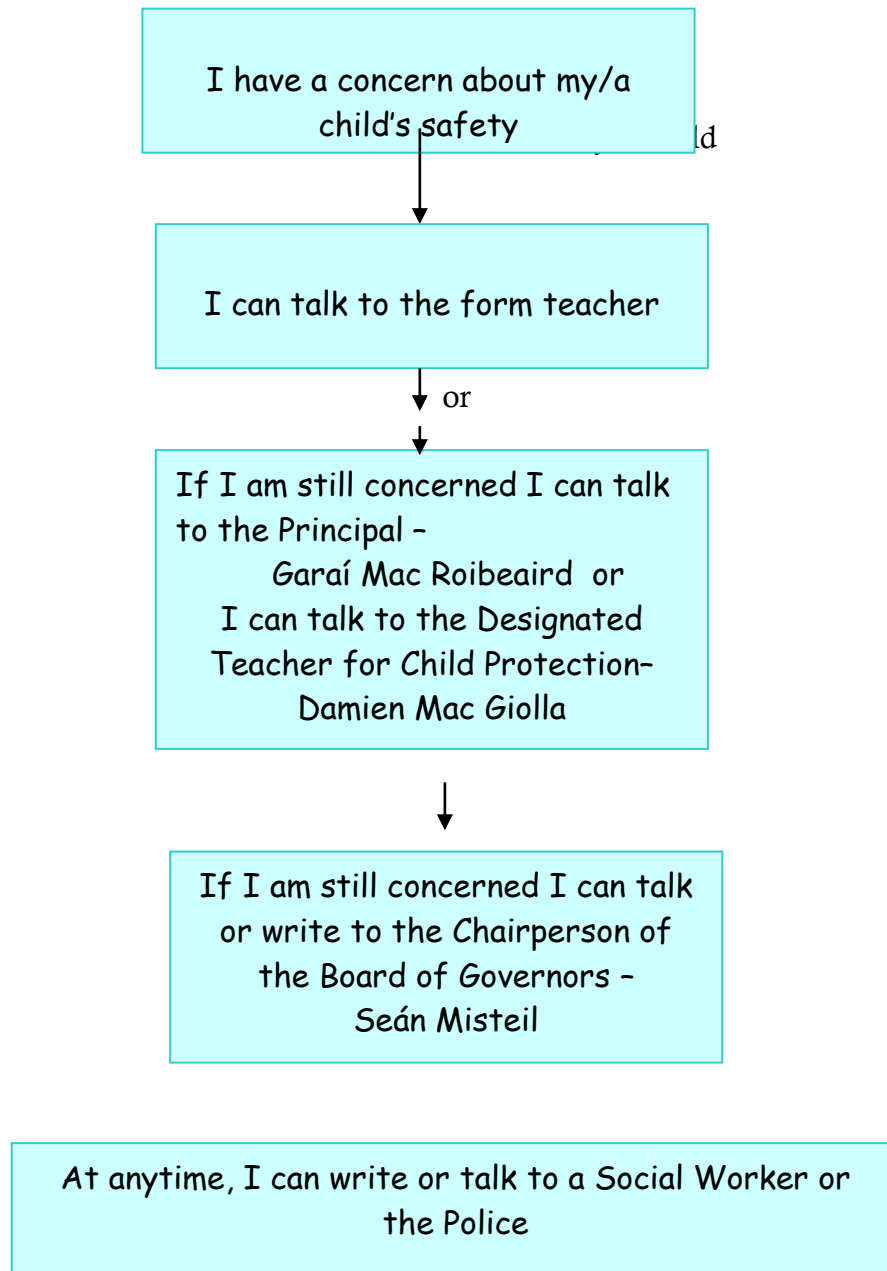 I have a concern about my/a
child's safety
ld
I can talk to the form teacher
or
If I am still concerned I can talk
to the Principal –
Garaí Mac Roibeaird or
I can talk to the Designated
Teacher for Child Protection–
Damien Mac Giolla
If I am still concerned I can talk
or write to the Chairperson of
the Board of Governors –
Seán Misteil
At anytime, I can write or talk to a Social Worker or
the Police